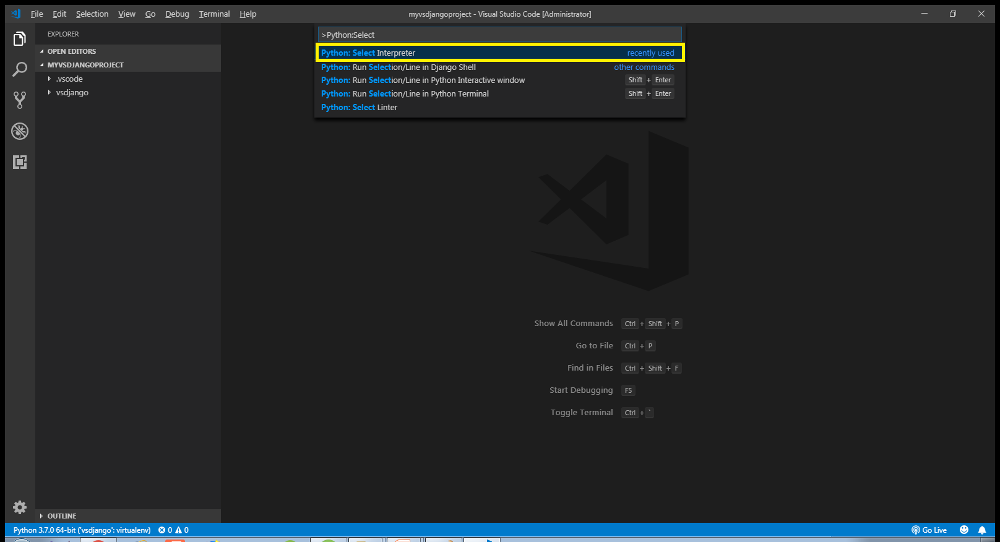 File Edit Selection View Go Debug Terminal Help
myvsdjangoproject - Visual Studio Code [Administrator]
EXPLORER
OPEN EDITORS
MYVSDJANGOPROJECT
.vscode
vsdjango
>Python:Select
Python: Select Interpreter recently used
Python: Run Selection/Line in Django Shell other commands
Python: Run Selection/Line in Python Interactive window Shift + Enter
Python: Run Selection/Line in Python Terminal Shift + Enter
Python: Select Linter
Show All Commands Ctrl + Shift + P
Go to File Ctrl + P
Find in Files Ctrl + Shift + F
Start Debugging F5
Toggle Terminal Ctrl + `
OUTLINE
Python 3.7.0 64-bit ('vsdjango': virtualenv) 0 0 Go Live